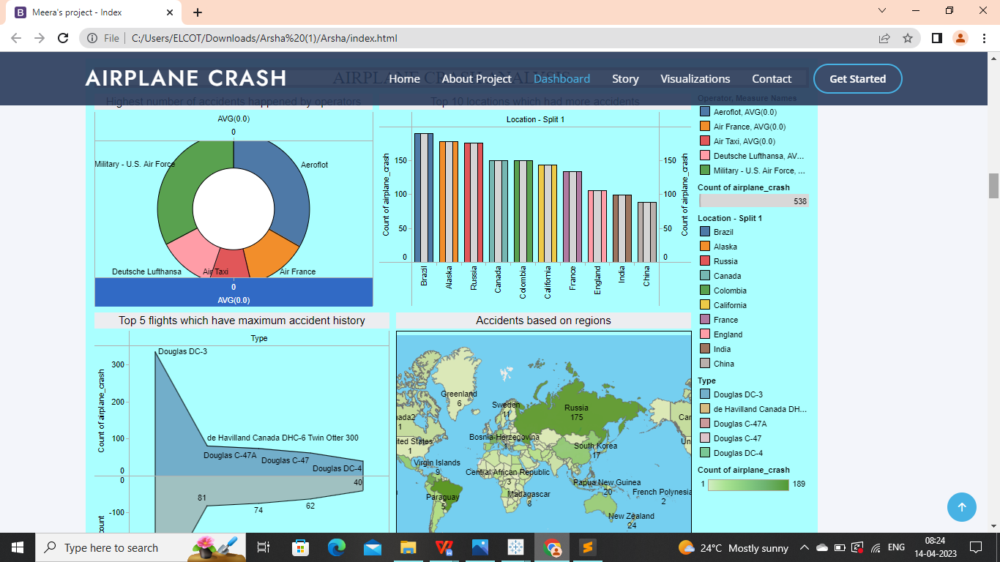 Meera's project - Index
File
C:/Users/ELCOT/Downloads/Arsha%20(1)/Arsha/index.html
AIRPLANE CRASH
Home
About Project
Dashboard
Story
Visualizations
Contact
Get Started
AIRPLANE CRASH ANALYSIS
Highest number of accidents happened by operators
AVG(0.0)
0
Military - U.S. Air Force
Aeroflot
Deutsche Lufthansa
Air Taxi
Air France
0
AVG(0.0)
Top 10 locations which had more accidents
Location - Split 1
Count of airplane_crash
150
100
50
0
150
100
50
0
Count of airplane_crash
Brazil
Alaska
Russia
Canada
Colombia
California
France
England
India
China
Operator, Measure Names
Aeroflot, AVG(0.0)
Air France, AVG(0.0)
Air Taxi, AVG(0.0)
Deutsche Lufthansa, AV...
Military - U.S. Air Force, ...
Count of airplane_crash
538
Location - Split 1
Brazil
Alaska
Russia
Canada
Colombia
California
France
England
India
China
Type
Douglas DC-3
de Havilland Canada DH...
Douglas C-47A
Douglas C-47
Douglas DC-4
Count of airplane_crash
1
189
Top 5 flights which have maximum accident history
Type
Count of airplane_crash
300
200
100
0
0
-100
count
Douglas DC-3
de Havilland Canada DHC-6 Twin Otter 300
Douglas C-47A
Douglas C-47
Douglas DC-4
40
81
74
62
Accidents based on regions
Greenland
6
Sweden
11
Russia
175
ada2
1
Can
ited States
1
Un
Bosnia-Herzegovina
1
South Korea
17
Virgin Islands
9
Central African Republic
3
Papua New Guinea
20
French Polynesia
2
Paraguay
5
Madagascar
8
New Zealand
24
Type here to search
24°C Mostly sunny
ENG
08:24
14-04-2023